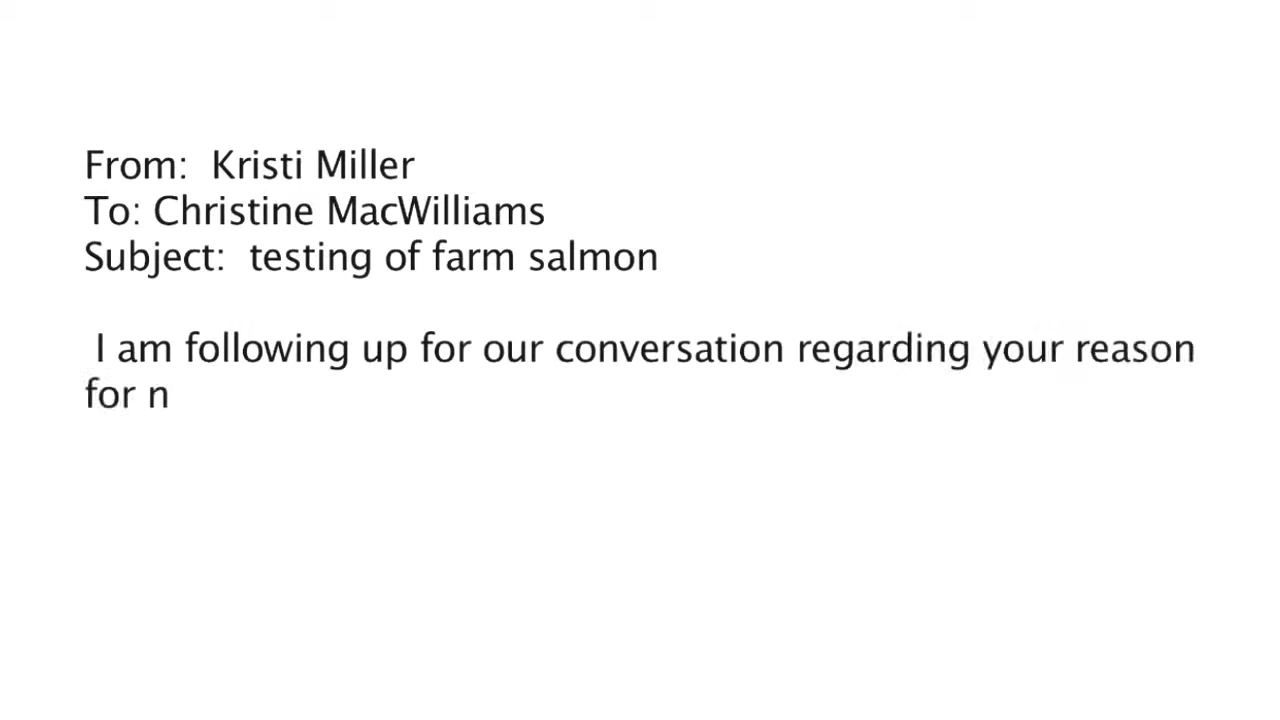 From:  Kristi Miller
To: Christine MacWilliams
Subject:  testing of farm salmon
I am following up for our conversation regarding your reason
for n